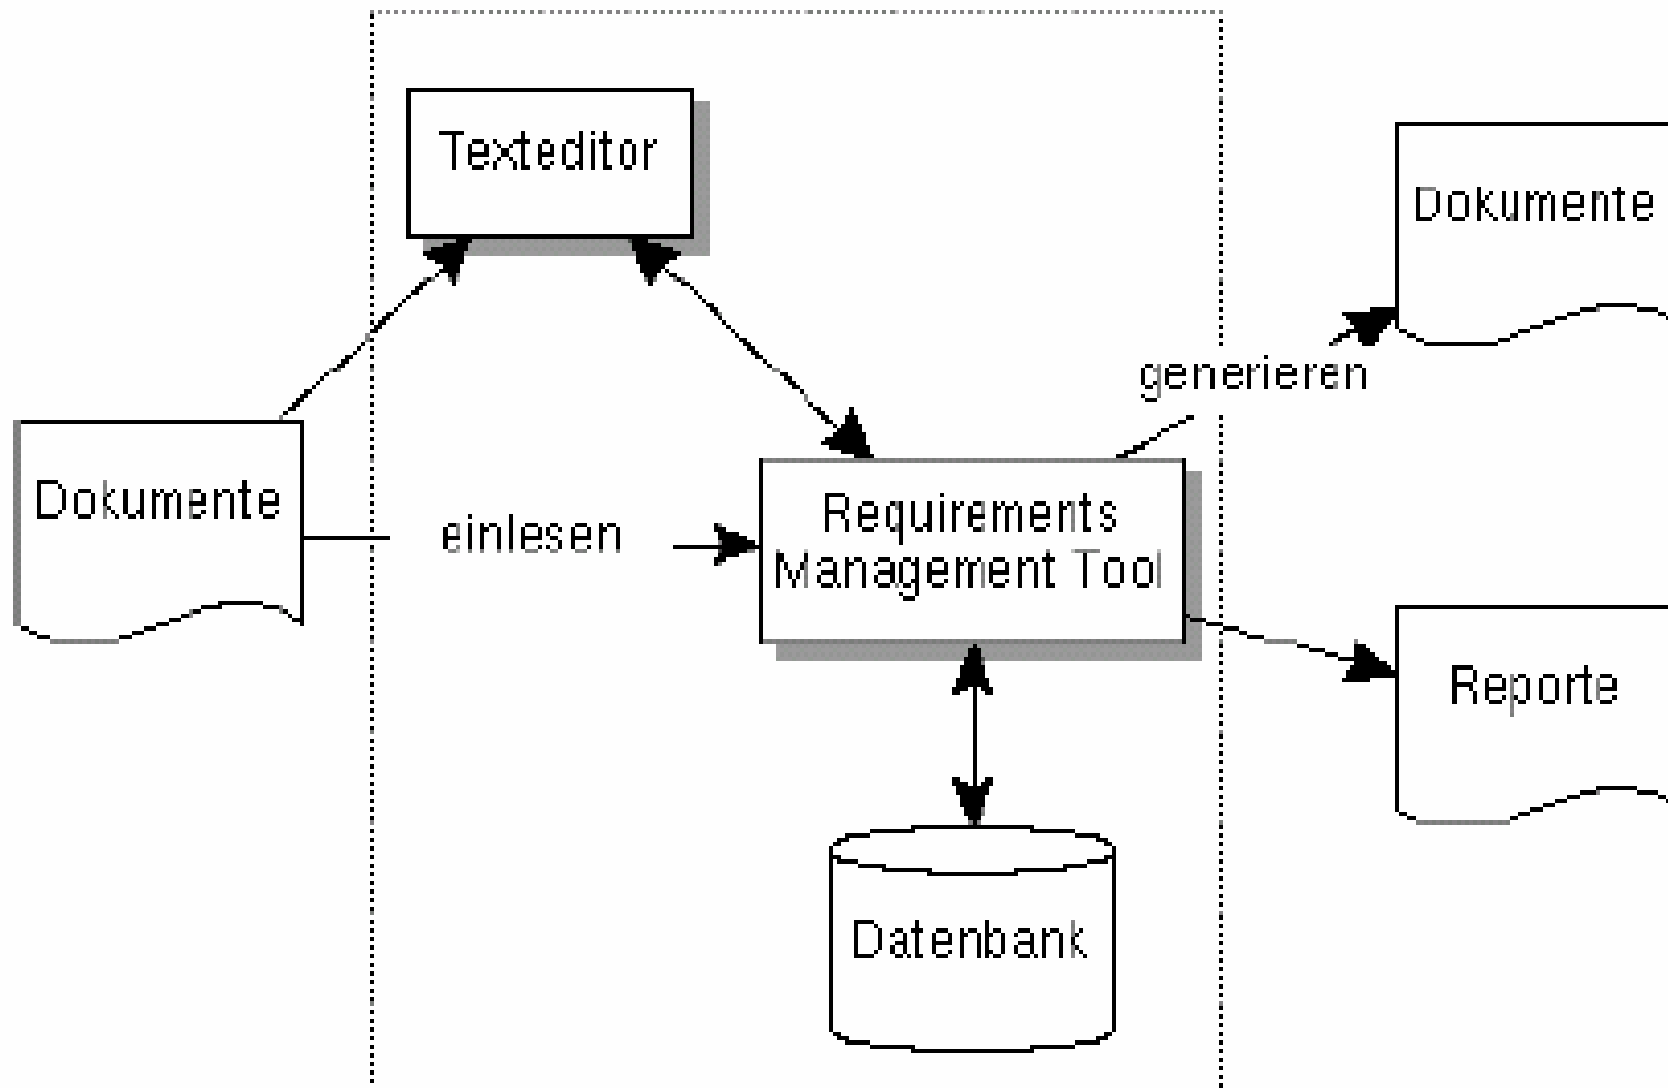 Texteditor
Dokumente
generieren
Dokumente
einlesen
Requirements
Management Tool
Reporte
Datenbank